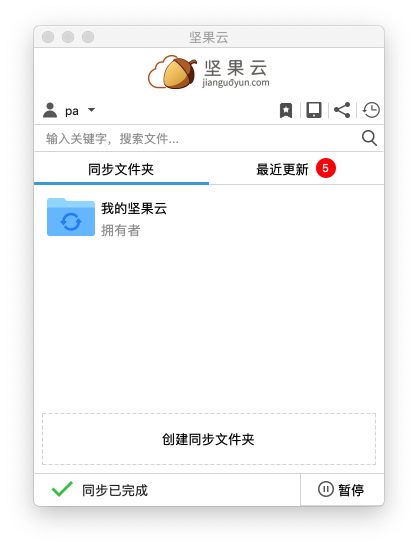 坚果云
坚果云
jianguoyun.com
pa
输入关键字，搜索文件...
同步文件夹
最近更新 5
我的坚果云
拥有者
创建同步文件夹
同步已完成
暂停